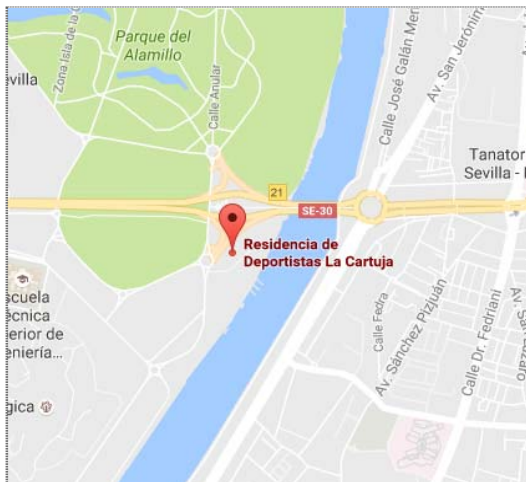 Parque del
Alamillo
Zona Isla de la C
villa
Calle Anular
Calle José Galán Mer
Av. San Jerónim
Tanator
Sevilla -
21
SE-30
Residencia de
Deportistas La Cartuja
scuela
écnica
erior de
eniería...
gica
Calle Fedra
Av. Sánchez Pizjuán
Calle Dr. Fedriani
Av.